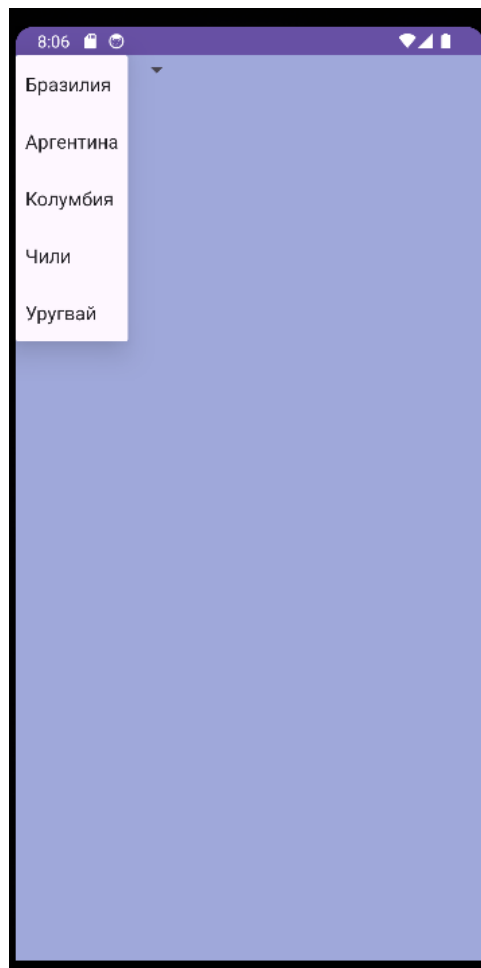 8:06
Бразилия
Аргентина
Колумбия
Чили
Уругвай